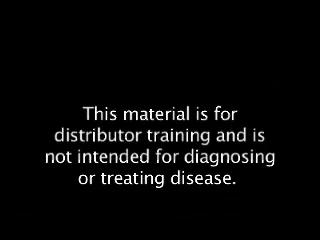 This material is for
distributor training and is
not intended for diagnosing
or treating disease.